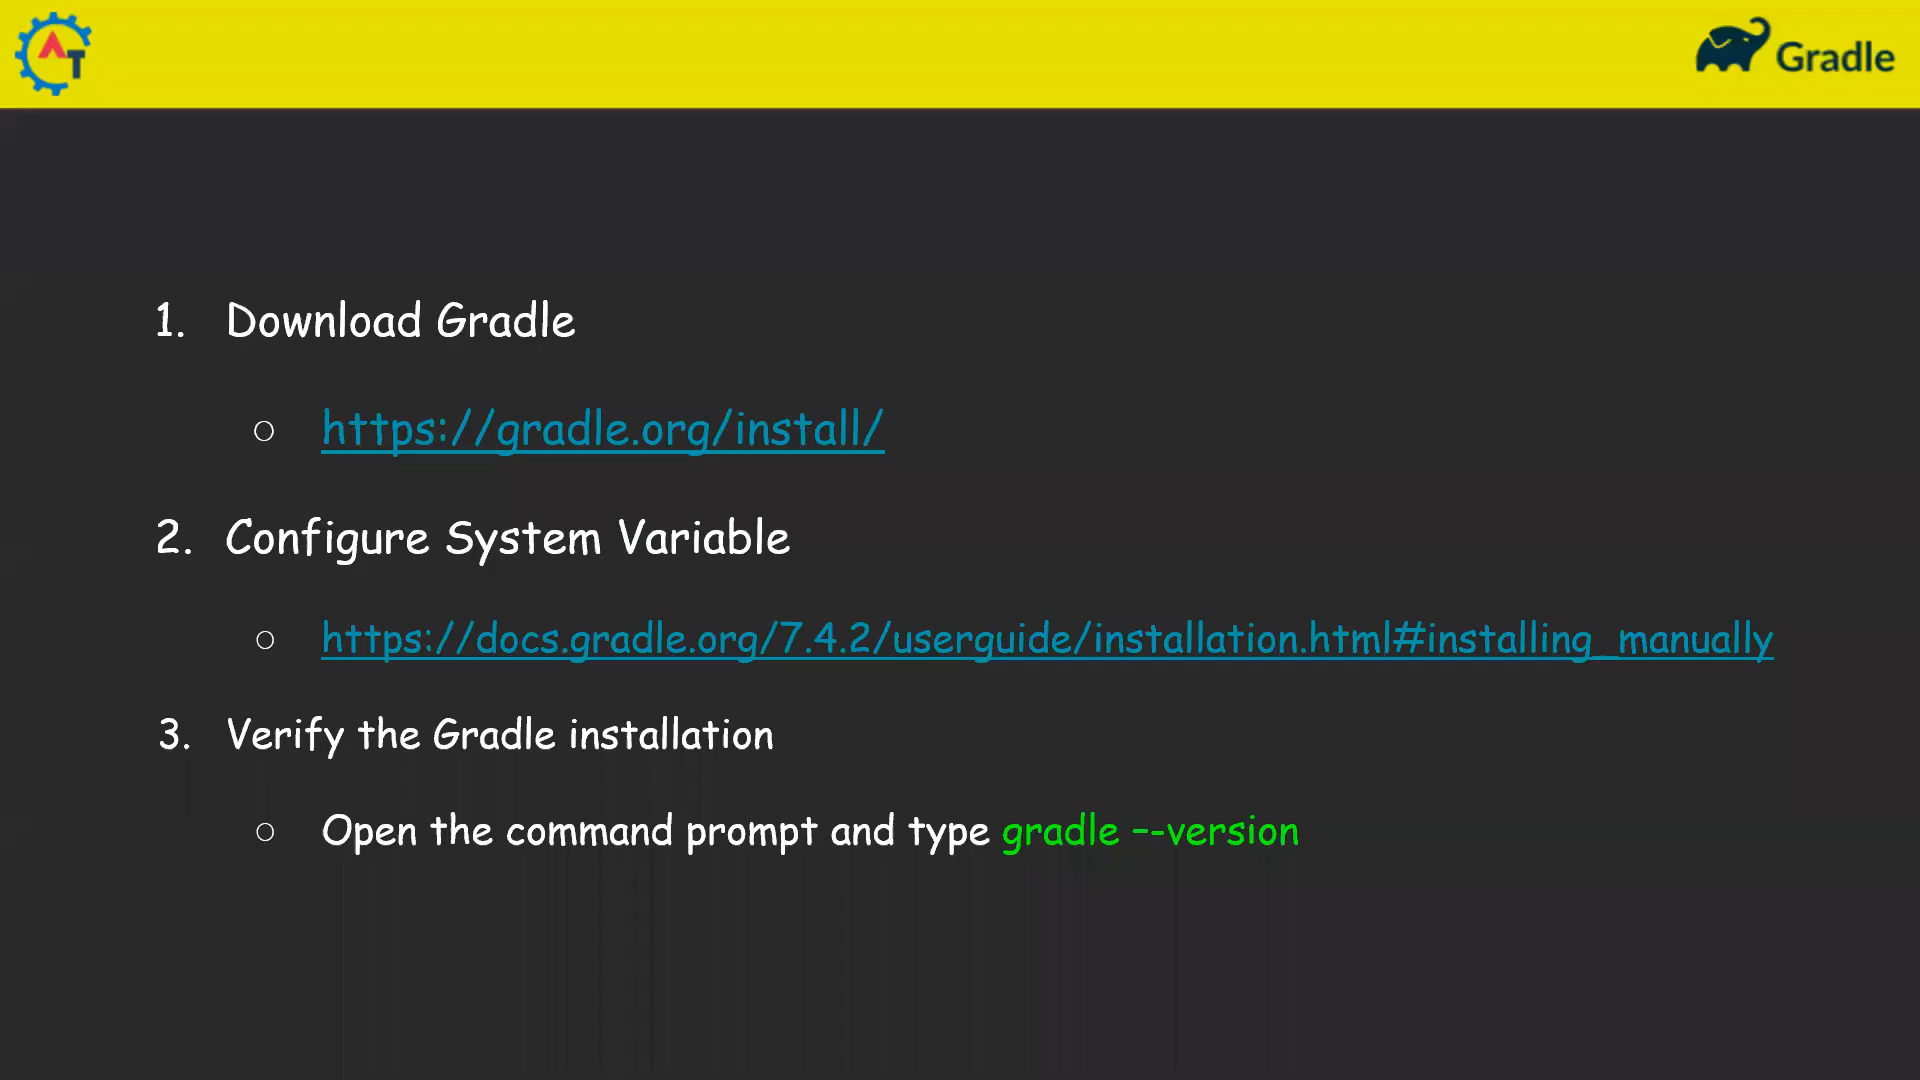 AT
Gradle
1. Download Gradle
○ https://gradle.org/install/
2. Configure System Variable
○ https://docs.gradle.org/7.4.2/userguide/installation.html#installing_manually
3. Verify the Gradle installation
○ Open the command prompt and type gradle –-version